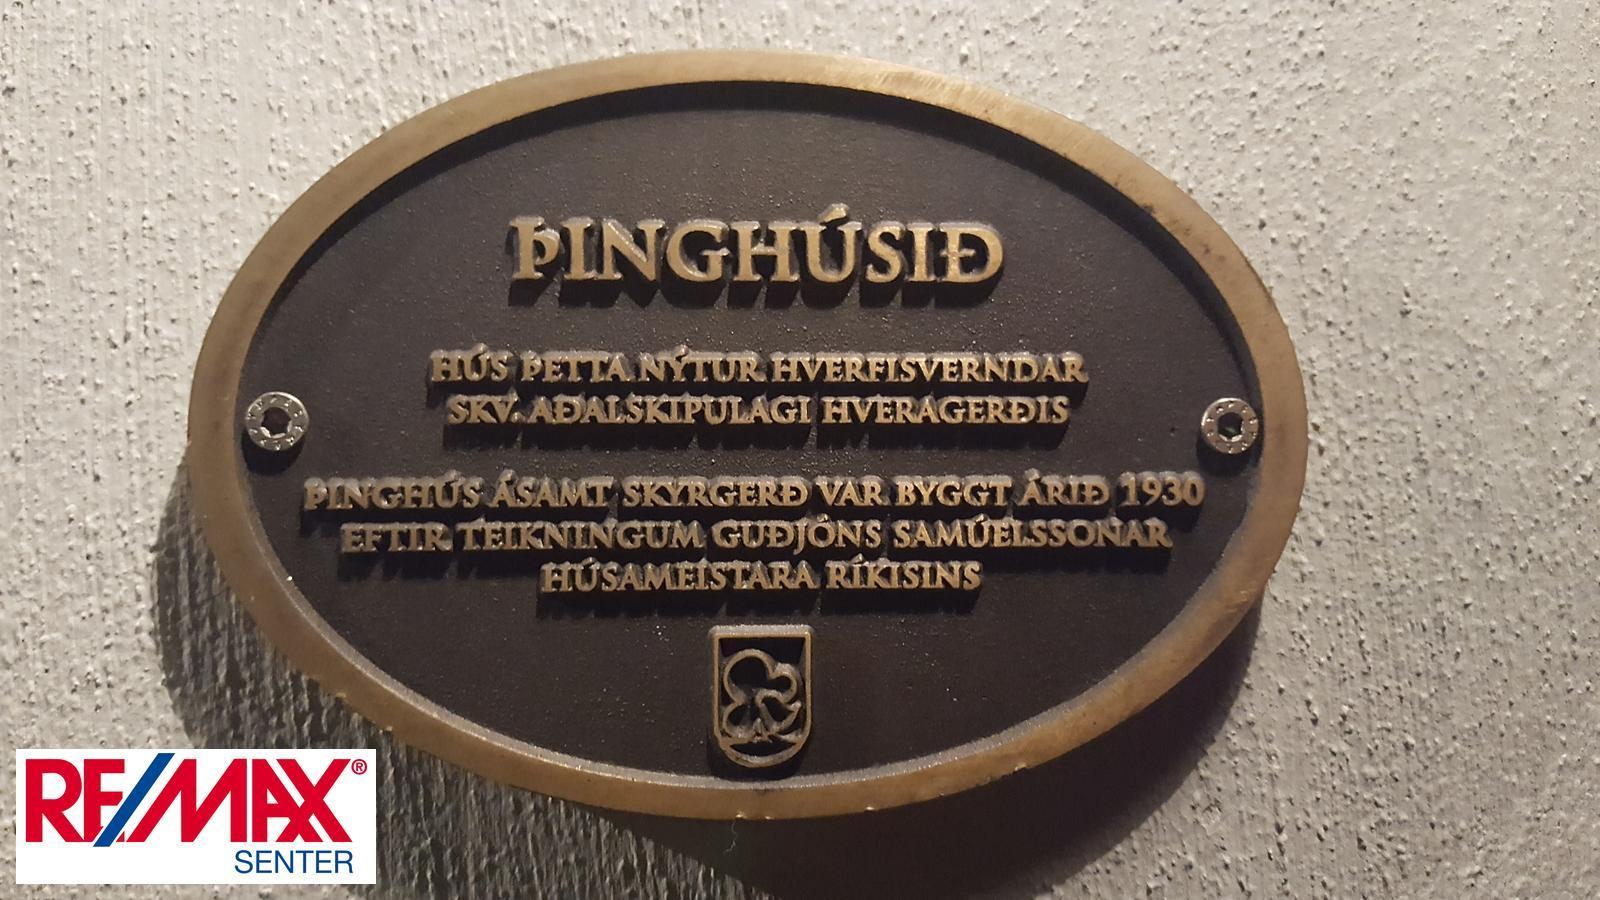 ÞINGHÚSIÐ
HÚS ÞETTA NÝTUR HVERFISVERNDAR
SKV. AÐALSKIPULAGI HVERAGERÐIS
ÞINGHÚS ÁSAMT SKYRGERÐ VAR BYGGT ÁRIÐ 1930
EFTIR TEIKNINGUM GUÐJÓNS SAMÚELSSONAR
HÚSAMEISTARA RÍKISINS
RE/MAX®
SENTER